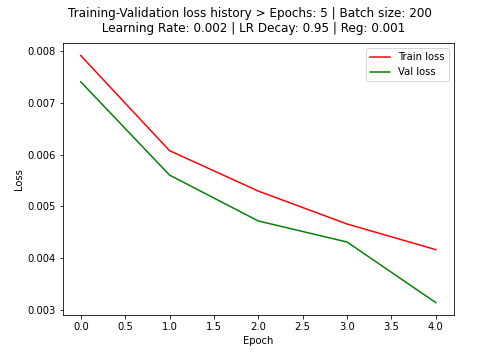 Training-Validation loss history > Epochs: 5 | Batch size: 200
Learning Rate: 0.002 | LR Decay: 0.95 | Reg: 0.001
Train loss
Val loss
0.008
0.007
0.006
0.005
0.004
0.003
Loss
0.0 0.5 1.0 1.5 2.0 2.5 3.0 3.5 4.0
Epoch